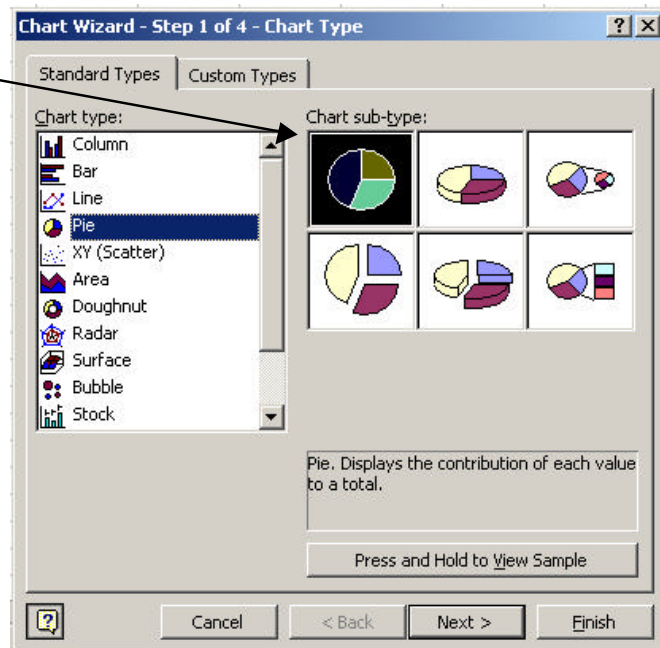 Chart Wizard - Step 1 of 4 - Chart Type
Standard Types
Custom Types
Chart type:
Column
Bar
Line
Pie
XY (Scatter)
Area
Doughnut
Radar
Surface
Bubble
Stock
Chart sub-type:
Pie. Displays the contribution of each value
to a total.
Press and Hold to View Sample
Cancel
< Back
Next >
Finish